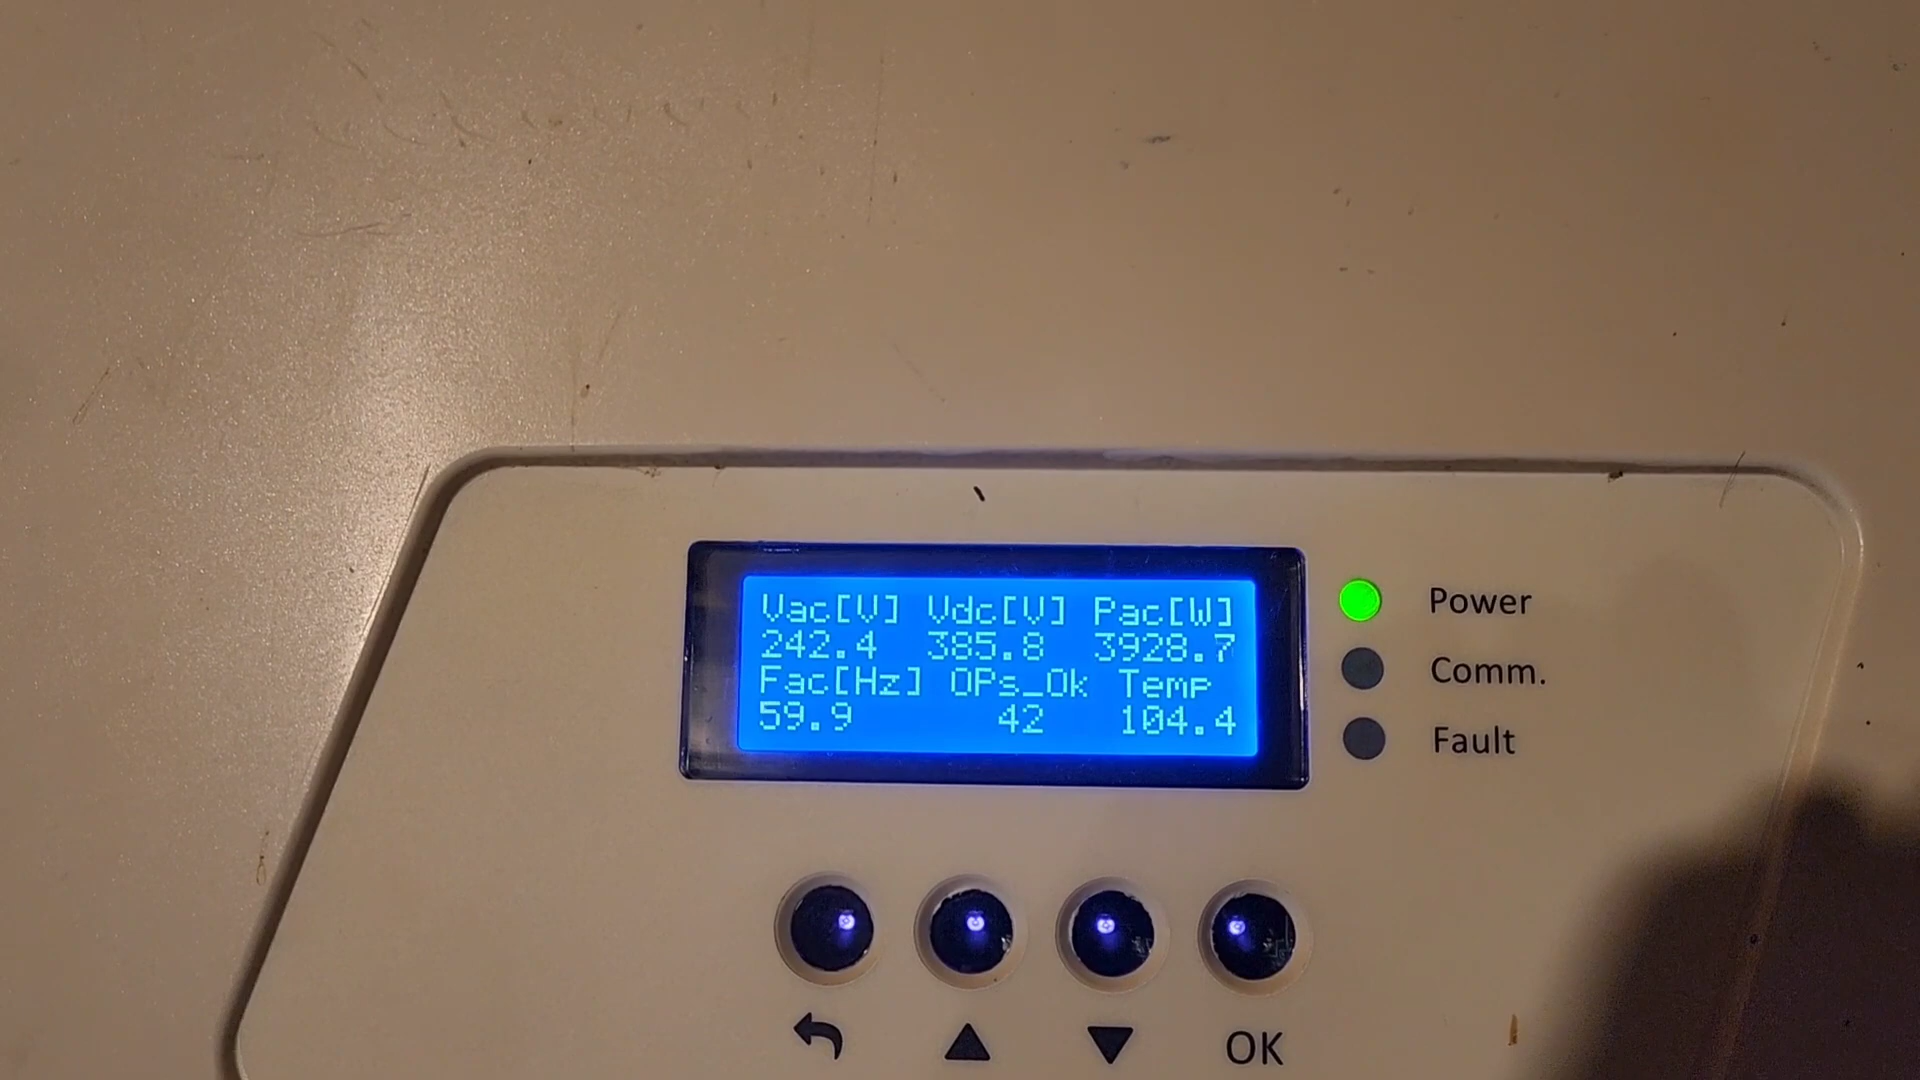 Vac[V] Vdc[V] Pac[W]
242.4 385.8 3928.7
Fac[Hz] OPs_Ok Temp
59.9 42 104.4
Power
Comm.
Fault
OK